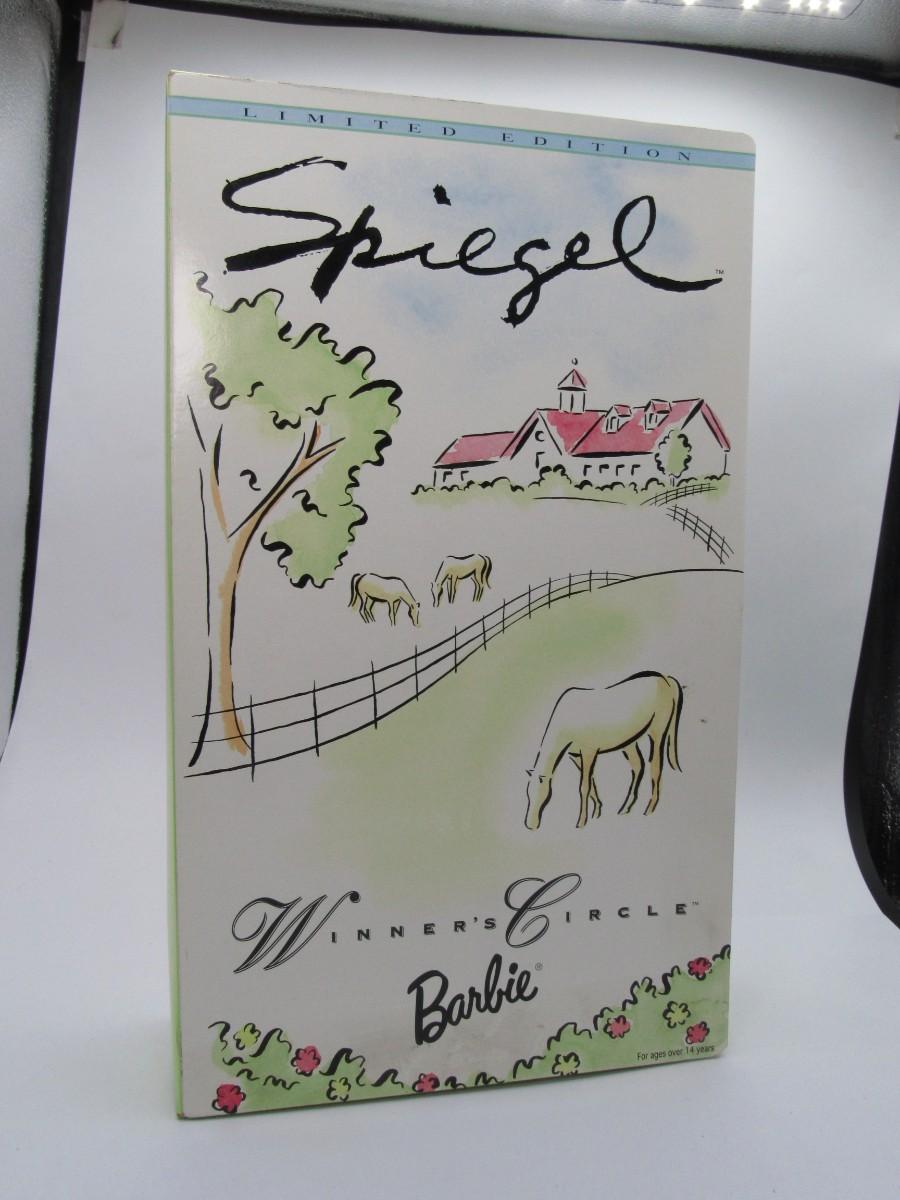 LIMITED EDITION
Spiegel™
WINNER'S CIRCLE™
Barbie®
For ages over 14 years